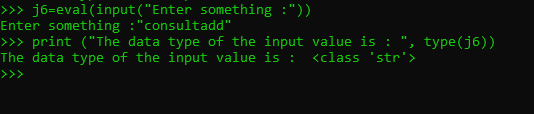 >>> j6=eval(input("Enter something :"))
Enter something :"consultadd"
>>> print ("The data type of the input value is : ", type(j6))
The data type of the input value is :  <class 'str'>
>>>